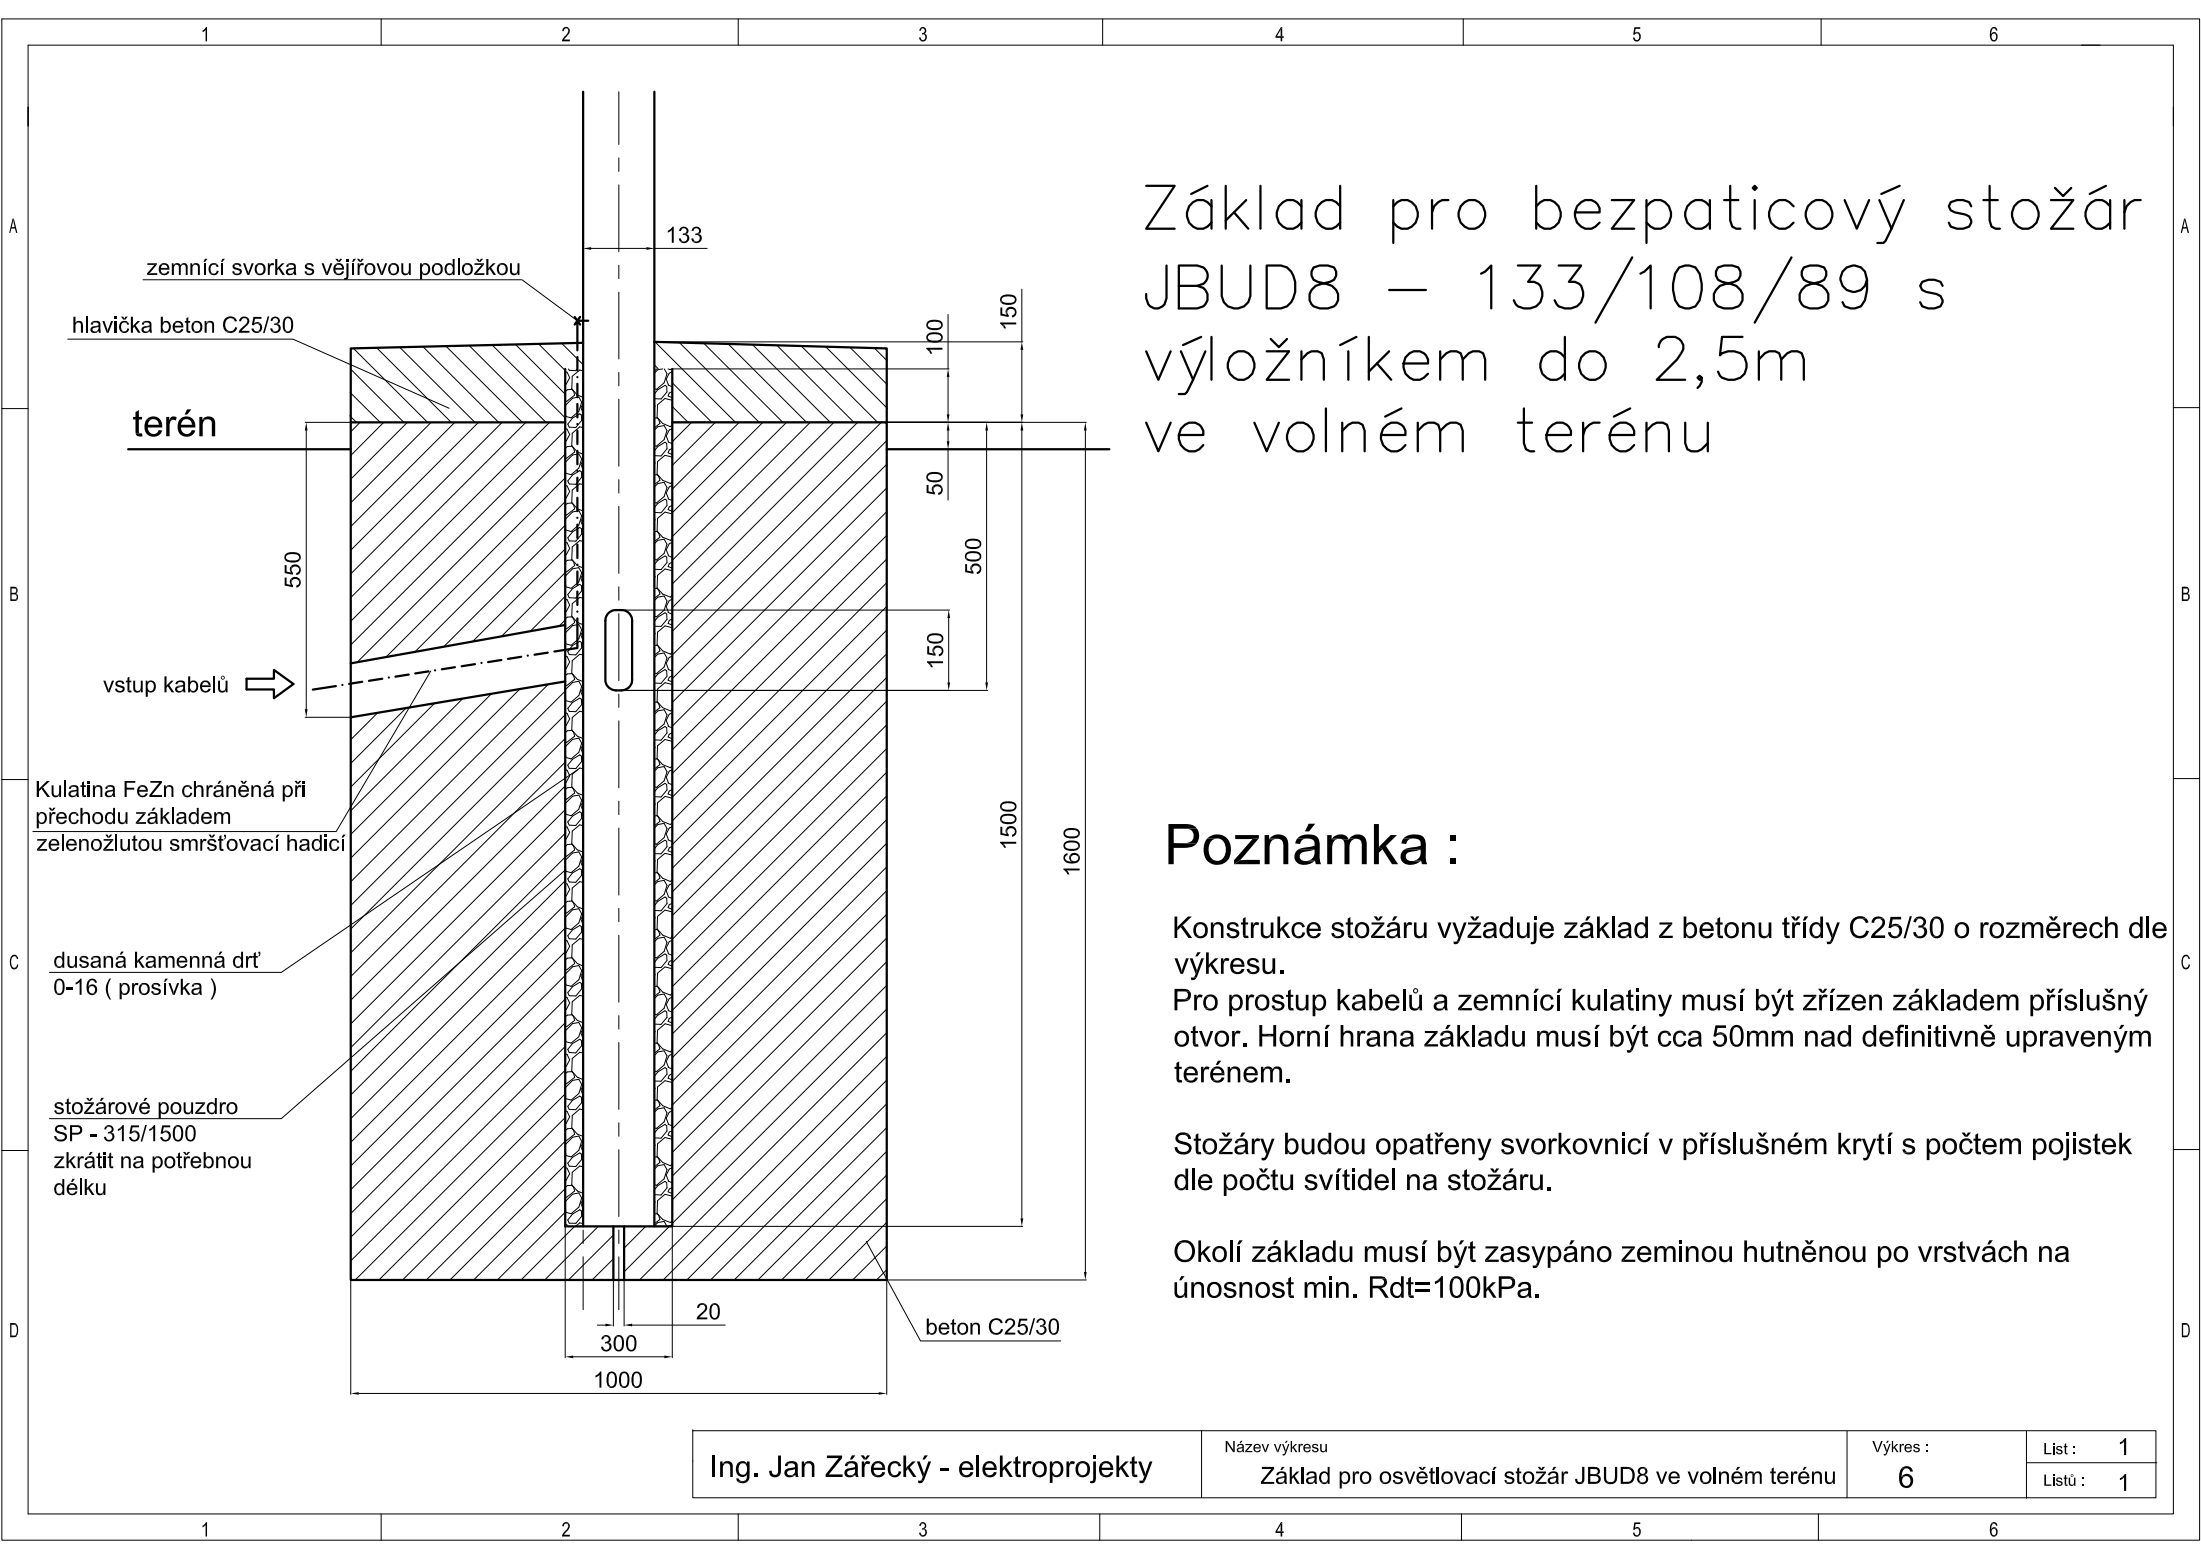 1 2 3 4 5 6
A A
B B
C C
D D
133
zemnící svorka s vějířovou podložkou
hlavička beton C25/30
terén
150
100
50
500
550
150
vstup kabelů
1500
1600
Kulatina FeZn chráněná při
přechodu základem
zelenožlutou smršťovací hadicí
dusaná kamenná drť
0-16 ( prosívka )
stožárové pouzdro
SP - 315/1500
zkrátit na potřebnou
délku
20
300
1000
beton C25/30
Základ pro bezpaticový stožár
JBUD8 – 133/108/89 s
výložníkem do 2,5m
ve volném terénu
Poznámka :
Konstrukce stožáru vyžaduje základ z betonu třídy C25/30 o rozměrech dle
výkresu.
Pro prostup kabelů a zemnící kulatiny musí být zřízen základem příslušný
otvor. Horní hrana základu musí být cca 50mm nad definitivně upraveným
terénem.
Stožáry budou opatřeny svorkovnicí v příslušném krytí s počtem pojistek
dle počtu svítidel na stožáru.
Okolí základu musí být zasypáno zeminou hutněnou po vrstvách na
únosnost min. Rdt=100kPa.
Ing. Jan Zářecký - elektroprojekty
Název výkresu
Základ pro osvětlovací stožár JBUD8 ve volném terénu
Výkres :
6
List : 1
Listů : 1
1 2 3 4 5 6